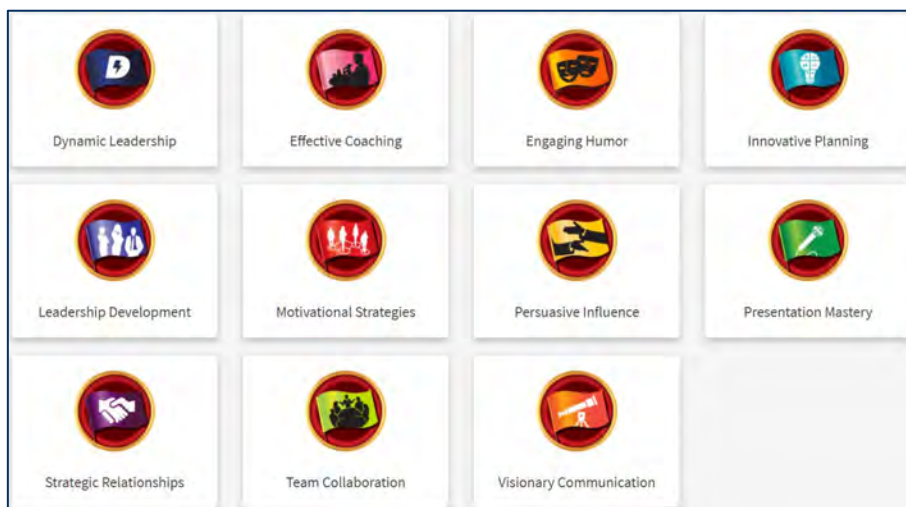 D
Dynamic Leadership
Effective Coaching
Engaging Humor
Innovative Planning
Leadership Development
Motivational Strategies
Persuasive Influence
Presentation Mastery
Strategic Relationships
Team Collaboration
Visionary Communication